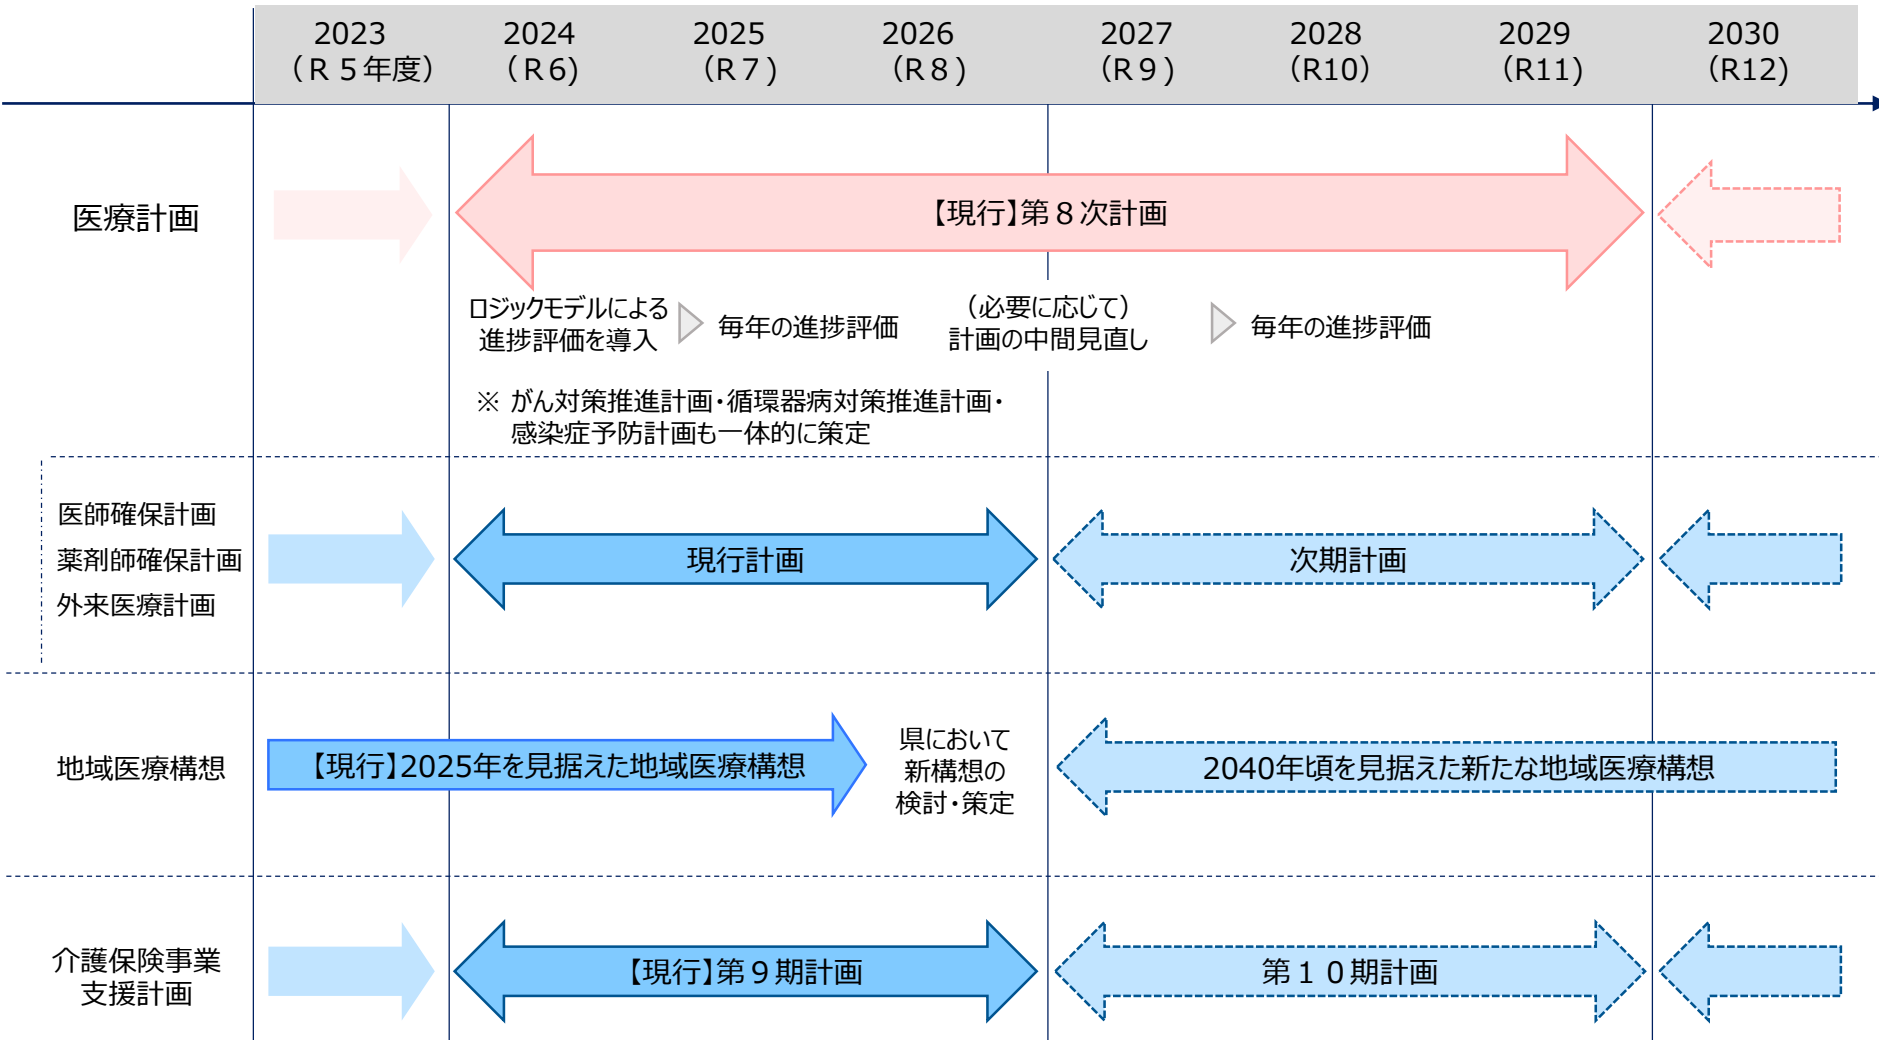 2023
（R５年度）
2024
（R6)
2025
（R７)
2026
（R８)
2027
（R９)
2028
（R10）
2029
（R11)
2030
（R12)
医療計画
【現行】第８次計画
ロジックモデルによる
進捗評価を導入
毎年の進捗評価
（必要に応じて）
計画の中間見直し
毎年の進捗評価
※ がん対策推進計画・循環器病対策推進計画・
感染症予防計画も一体的に策定
医師確保計画
薬剤師確保計画
外来医療計画
現行計画
次期計画
地域医療構想
【現行】2025年を見据えた地域医療構想
県において
新構想の
検討・策定
2040年頃を見据えた新たな地域医療構想
介護保険事業
支援計画
【現行】第９期計画
第１０期計画